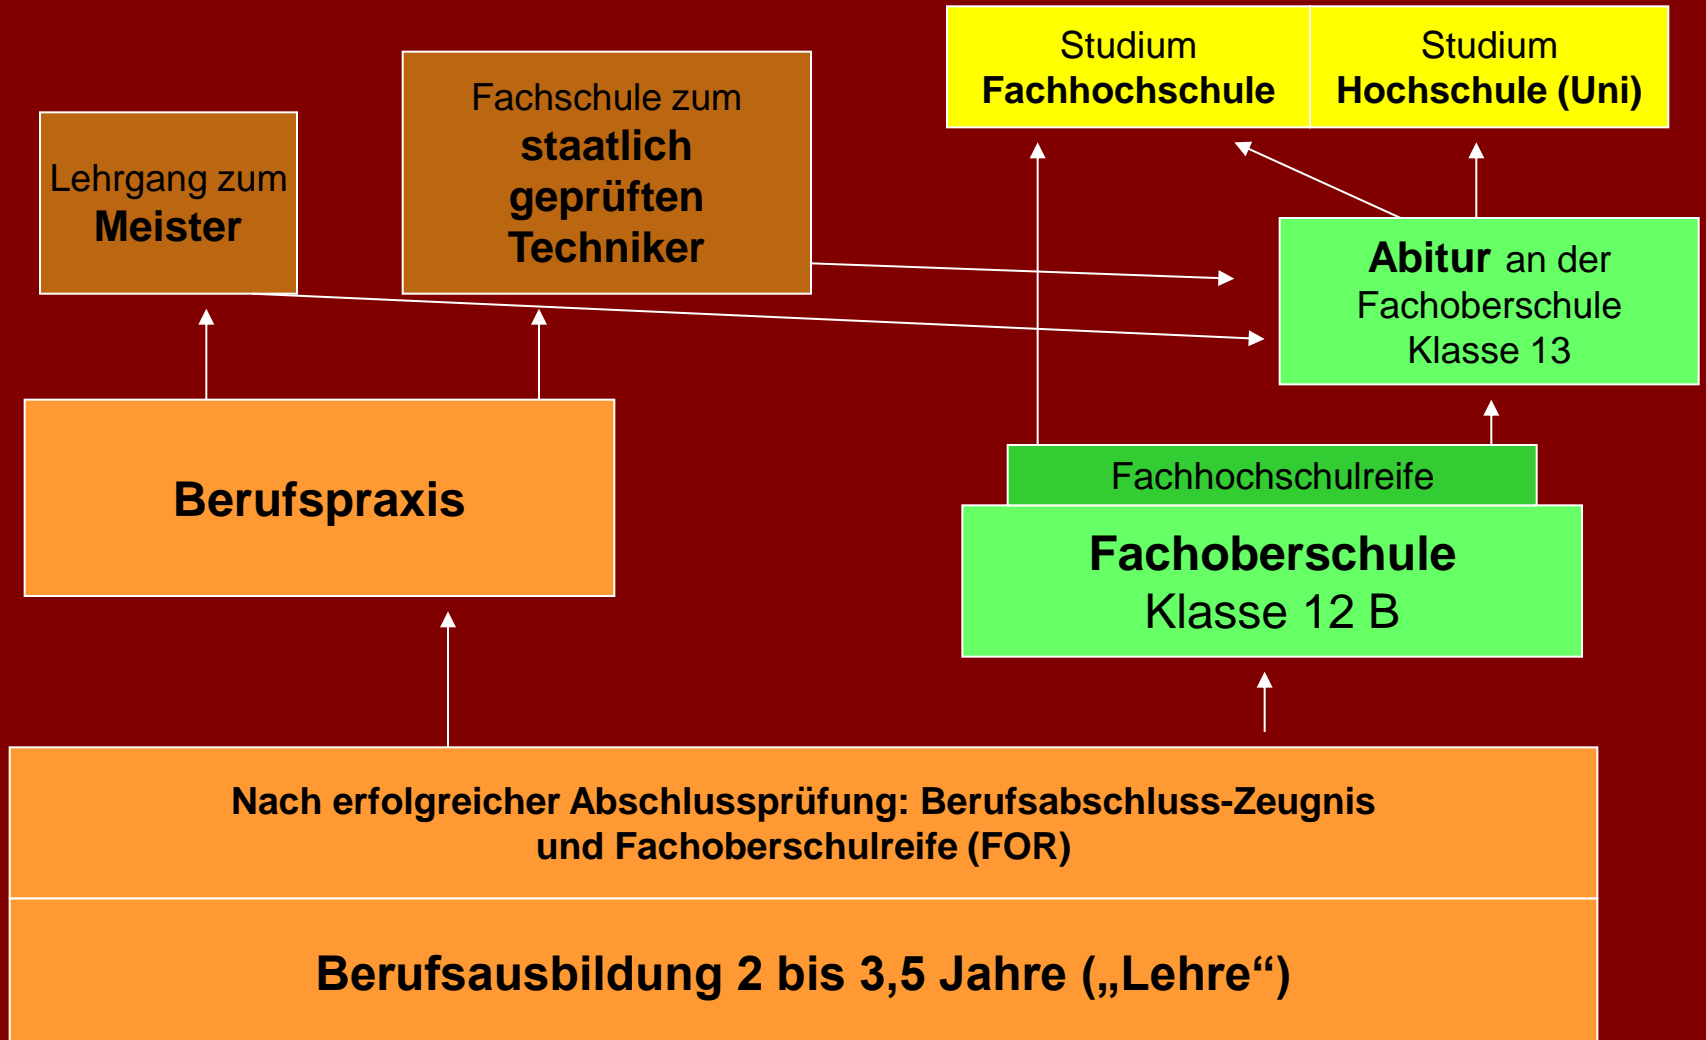 Studium
Fachhochschule
Studium
Hochschule (Uni)
Fachschule zum
staatlich
geprüften
Techniker
Lehrgang zum
Meister
Abitur an der
Fachoberschule
Klasse 13
Berufspraxis
Fachhochschulreife
Fachoberschule
Klasse 12 B
Nach erfolgreicher Abschlussprüfung: Berufsabschluss-Zeugnis
und Fachoberschulreife (FOR)
Berufsausbildung 2 bis 3,5 Jahre („Lehre“)